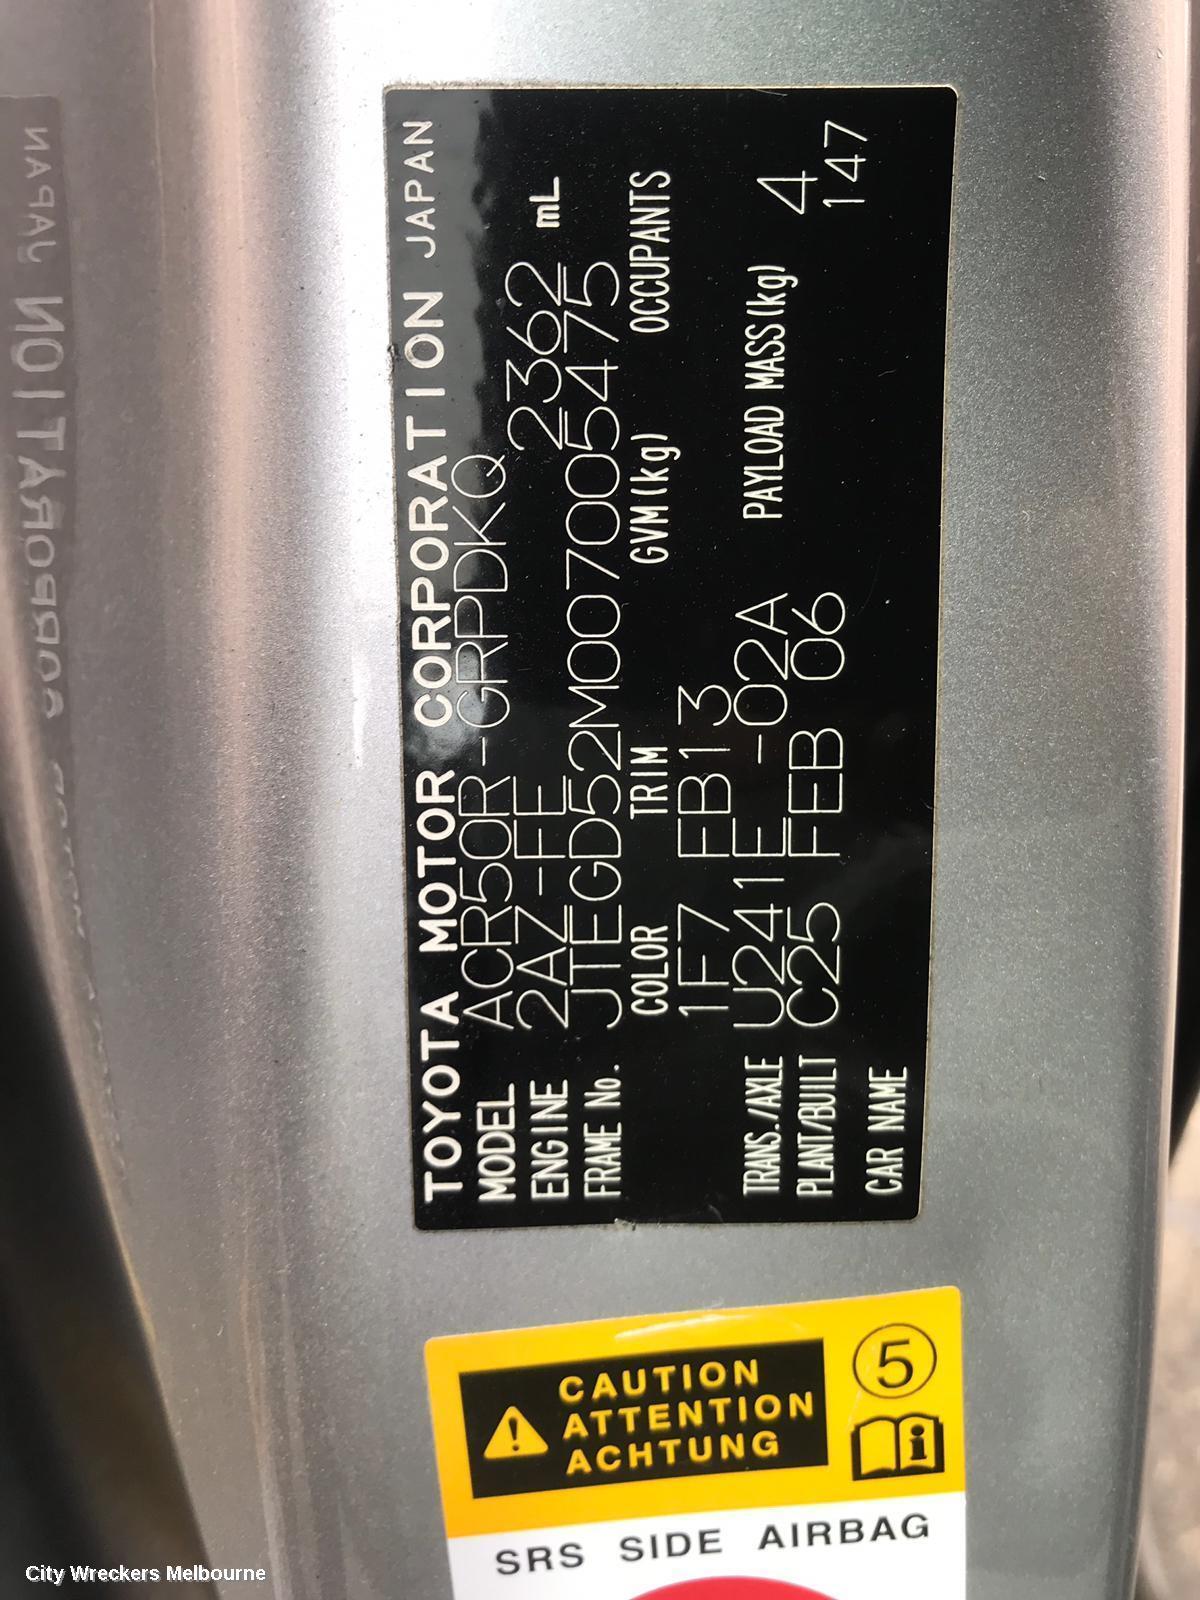 TOYOTA MOTOR CORPORATION JAPAN
MODEL ACR50R-GRPDKQ
ENGINE 2AZ-FE 2362 mL
FRAME No. JTEGD52M007005475
COLOR TRIM GVM(kg) OCCUPANTS
1F7 FB13
TRANS./AXLE U241E-02A PAYLOAD MASS(kg) 4
PLANT/BUILT C25 FEB 06 147
CAR NAME
CAUTION
ATTENTION
ACHTUNG
5
SRS SIDE AIRBAG
City Wreckers Melbourne